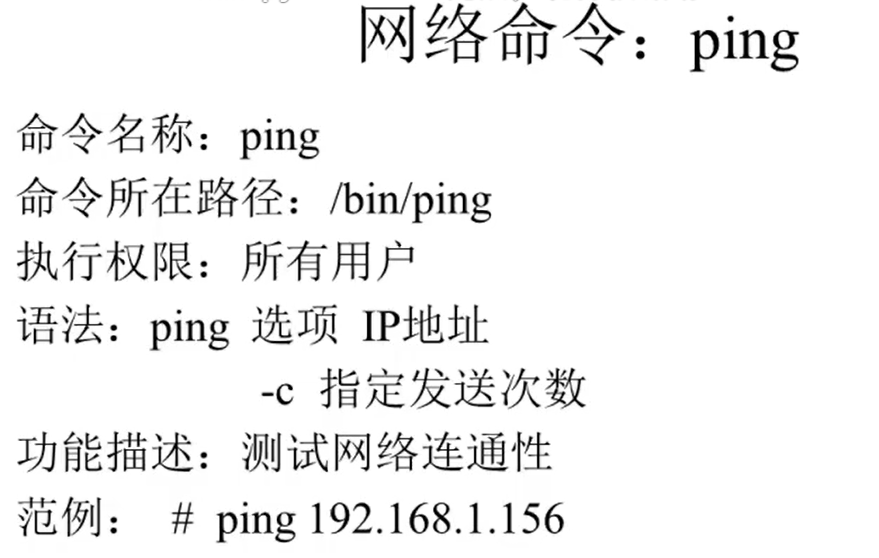 网络命令：ping
命令名称：ping
命令所在路径：/bin/ping
执行权限：所有用户
语法：ping 选项 IP地址
-c 指定发送次数
功能描述：测试网络连通性
范例： # ping 192.168.1.156